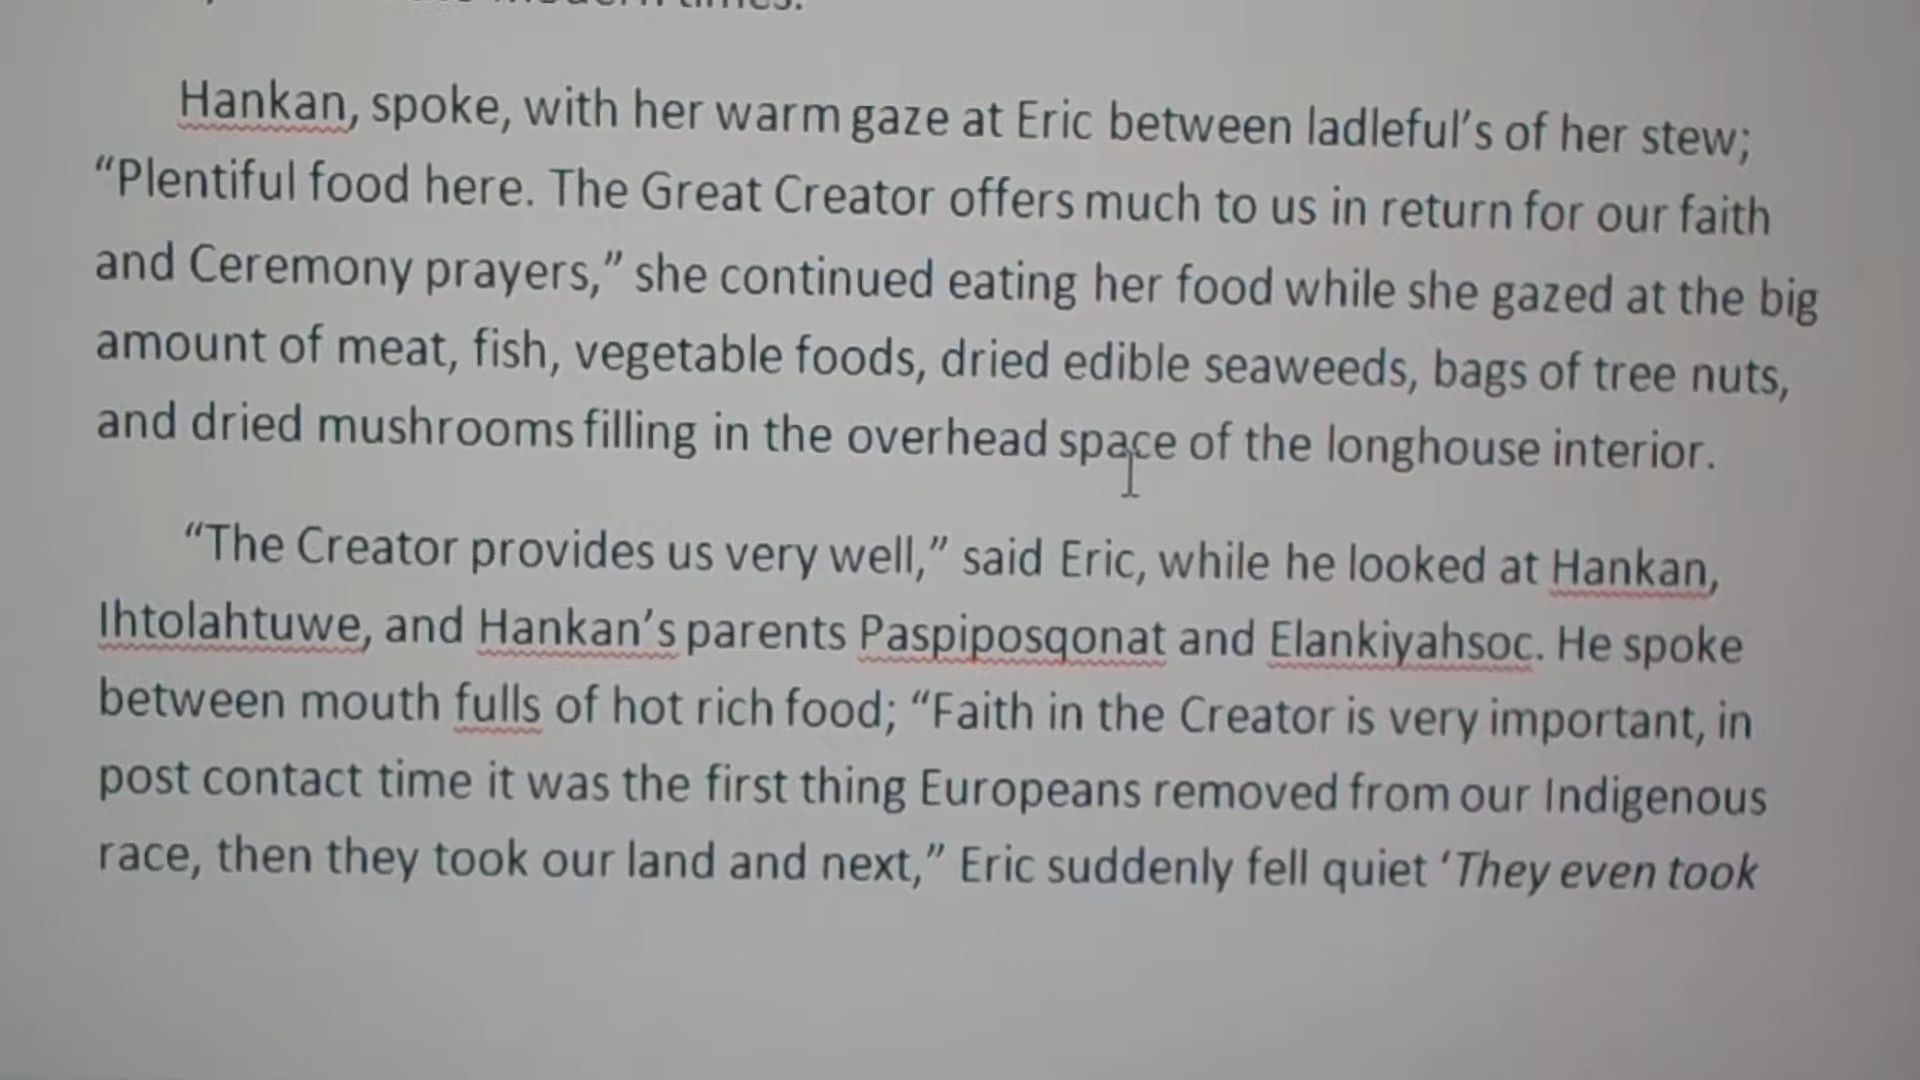 times.
Hankan, spoke, with her warm gaze at Eric between ladleful’s of her stew;
“Plentiful food here. The Great Creator offers much to us in return for our faith
and Ceremony prayers,” she continued eating her food while she gazed at the big
amount of meat, fish, vegetable foods, dried edible seaweeds, bags of tree nuts,
and dried mushrooms filling in the overhead space of the longhouse interior.
“The Creator provides us very well,” said Eric, while he looked at Hankan,
Ihtolahtuwe, and Hankan’s parents Paspiposqonat and Elankiyahsoc. He spoke
between mouth fulls of hot rich food; “Faith in the Creator is very important, in
post contact time it was the first thing Europeans removed from our Indigenous
race, then they took our land and next,” Eric suddenly fell quiet ‘They even took